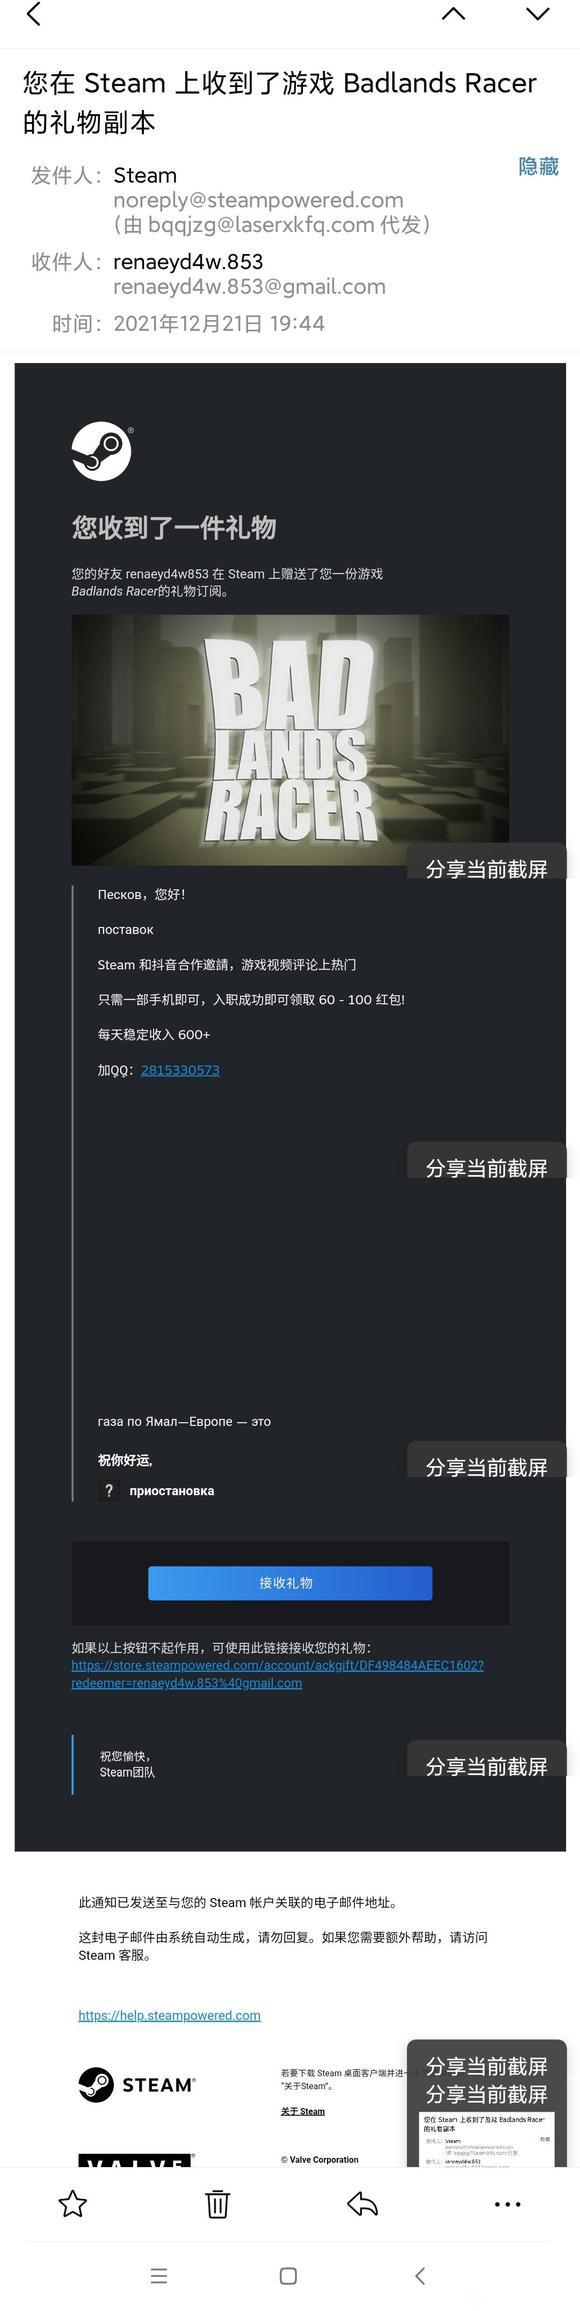 您在 Steam 上收到了游戏 Badlands Racer
的礼物副本
隐藏
发件人： Steam
noreply@steampowered.com
（由 bqqjzg@laserxkfq.com 代发）
收件人： renaeyd4w.853
renaeyd4w.853@gmail.com
时间： 2021年12月21日 19:44
您收到了一件礼物
您的好友 renaeyd4w853 在 Steam 上赠送了您一份游戏
Badlands Racer的礼物订阅。
BAD
LANDS
RACER
分享当前截屏
Песков，您好！
поставок
Steam 和抖音合作邀請，游戏视频评论上热门
只需一部手机即可，入职成功即可领取 60 - 100 红包!
每天稳定收入 600+
加QQ：2815330573
分享当前截屏
газа по Ямал—Европе — это
祝你好运,
分享当前截屏
? приостановка
接收礼物
如果以上按钮不起作用，可使用此链接接收您的礼物：
https://store.steampowered.com/account/ackgift/DF498484AEEC1602?
redeemer=renaeyd4w.853%40gmail.com
祝您愉快，
Steam团队
分享当前截屏
此通知已发送至与您的 Steam 帐户关联的电子邮件地址。
这封电子邮件由系统自动生成，请勿回复。如果您需要额外帮助，请访问
Steam 客服。
https://help.steampowered.com
STEAM®
若要下载 Steam 桌面客户端并进一
“关于Steam”。
关于 Steam
分享当前截屏
分享当前截屏
您在 Steam 上收到了游戏 Badlands Racer
的礼物副本
VALVE
© Valve Corporation